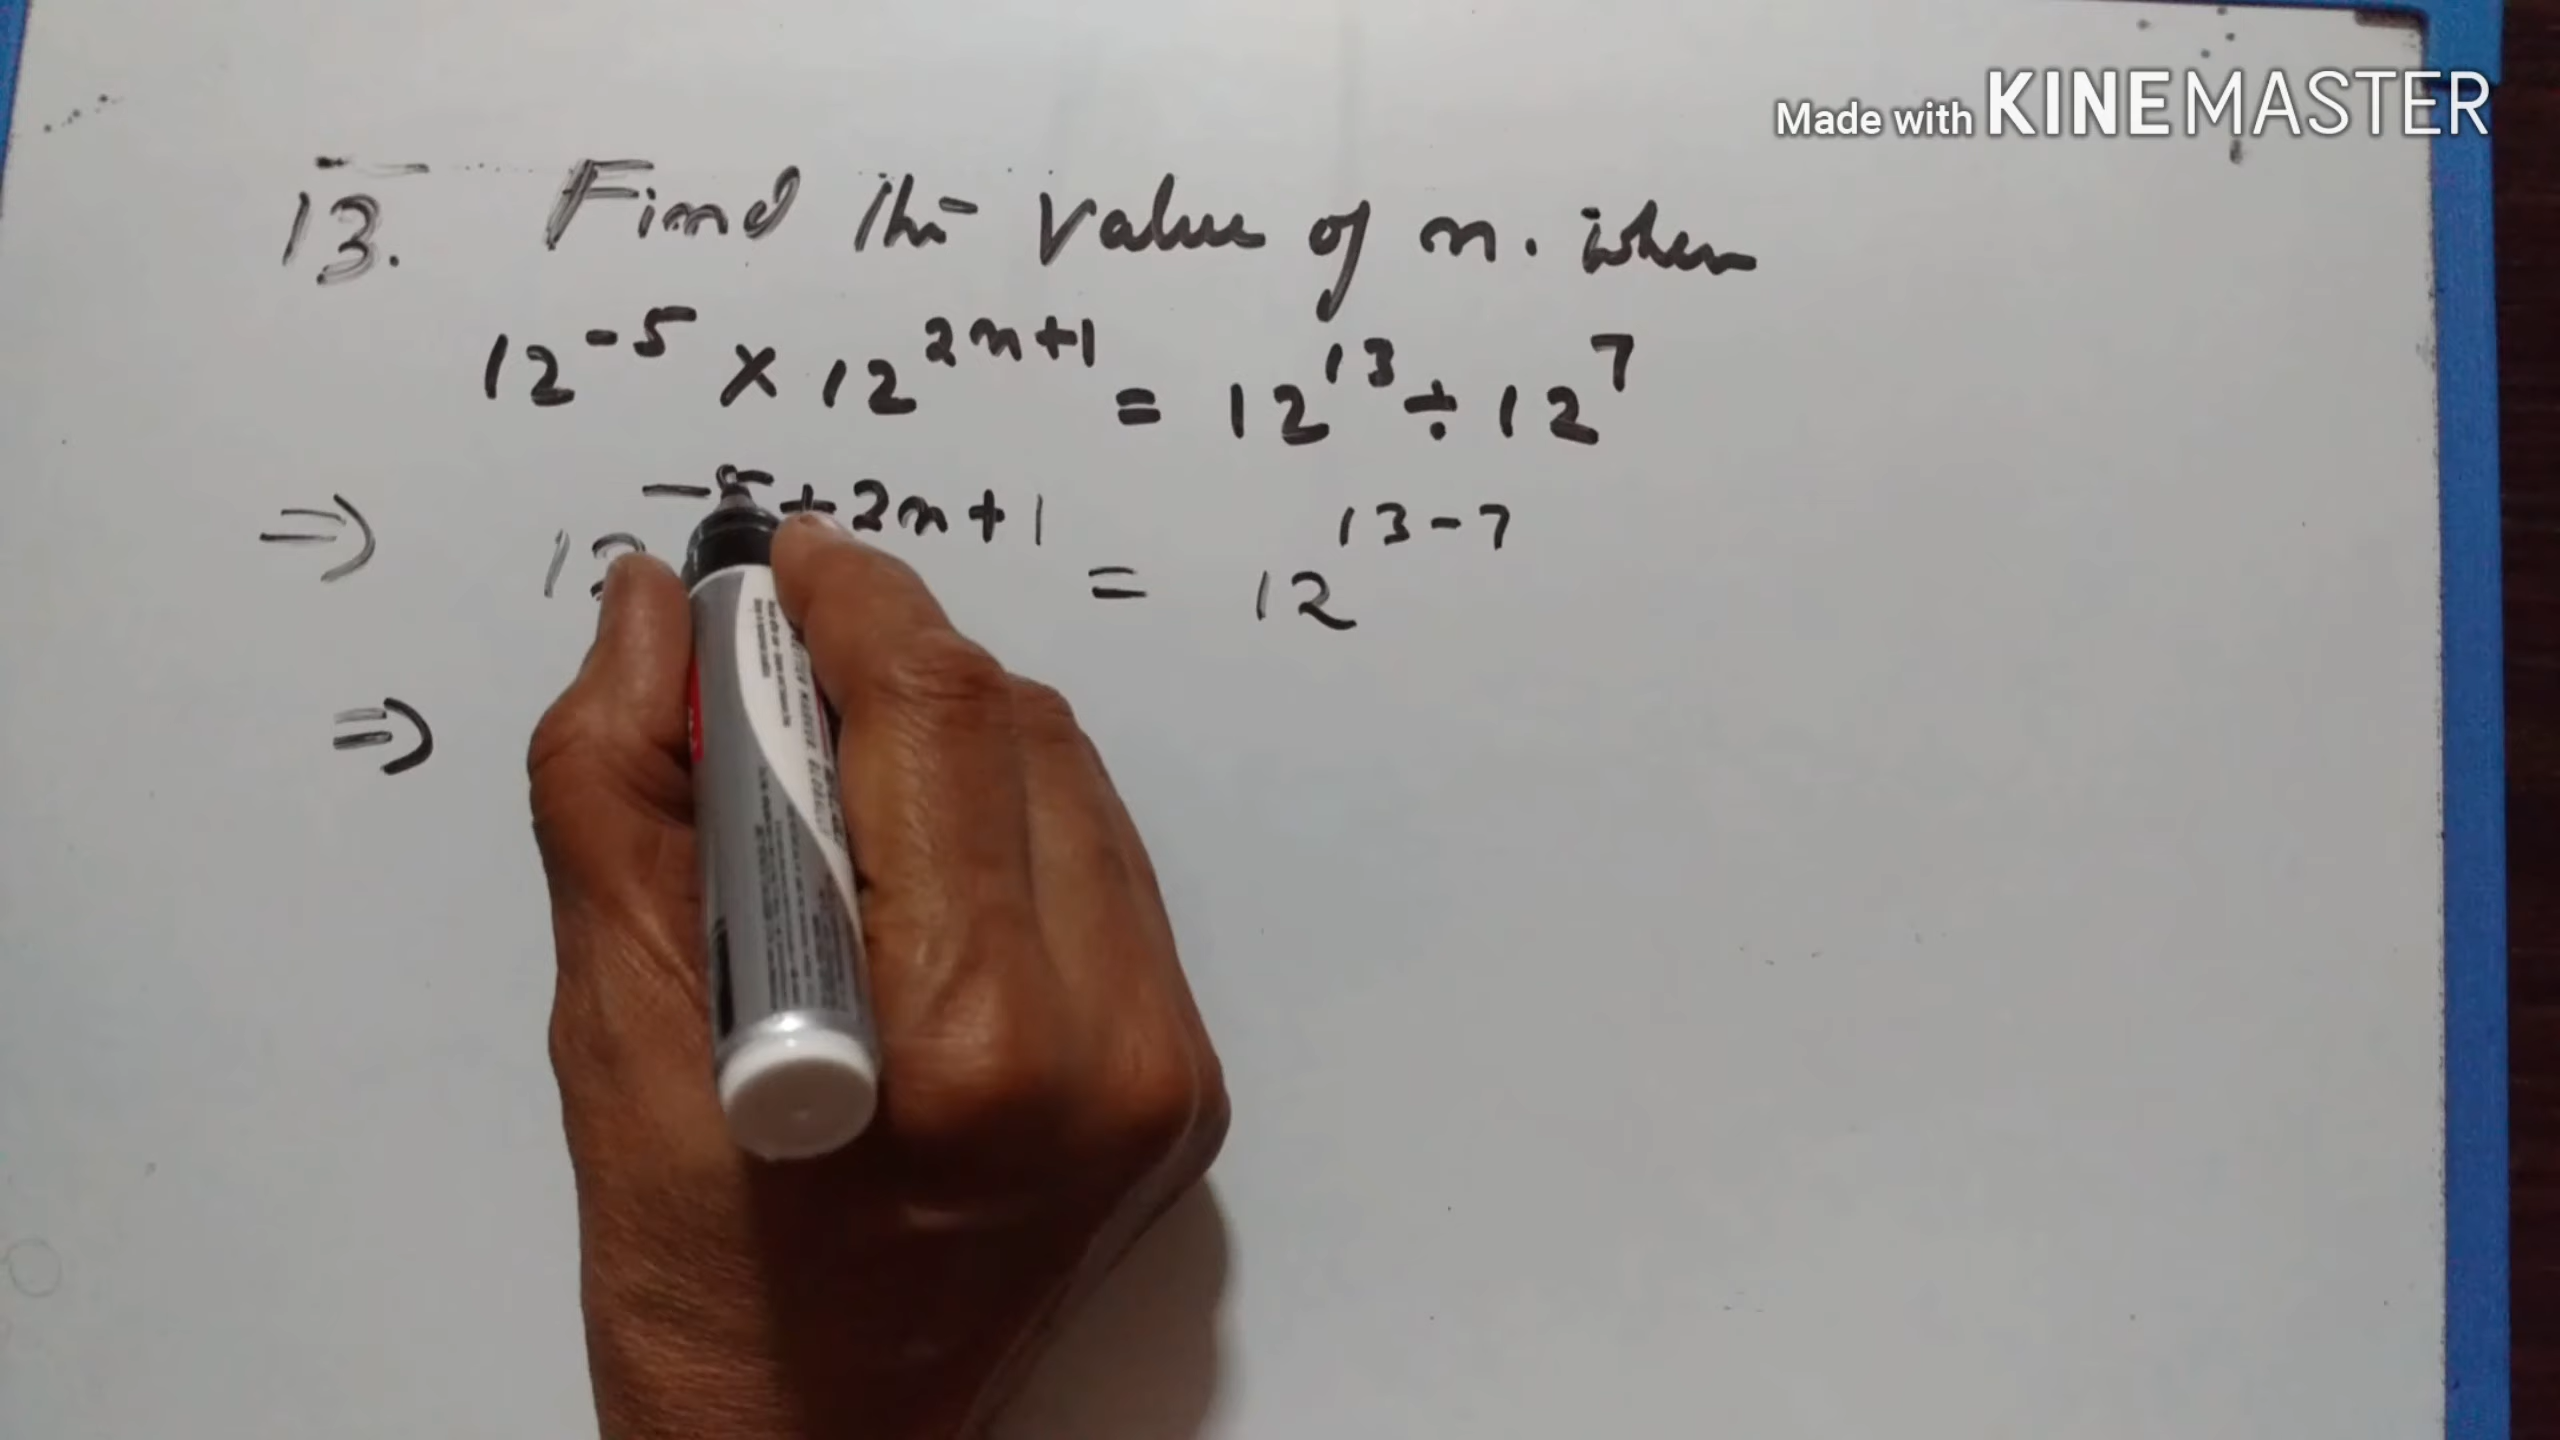 Made with KINEMASTER
13. Find the value of n. when
12^{-5} × 12^{2n+1} = 12^{13} ÷ 12^{7}
⇒ 12^{-5+2n+1} = 12^{13-7}
⇒